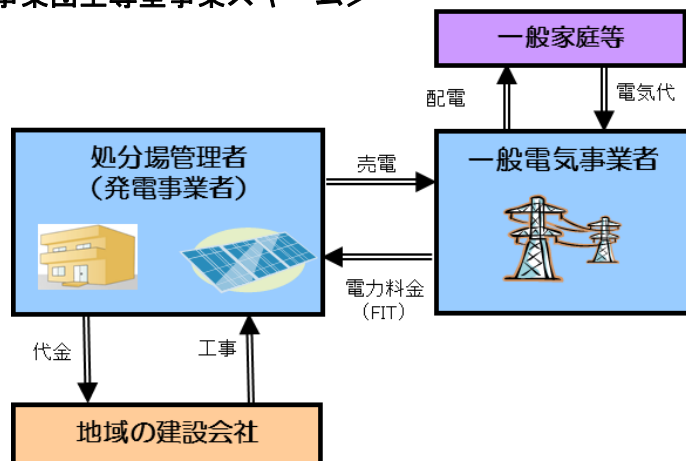 一般家庭等
配電
電気代
処分場管理者
（発電事業者）
売電
一般電気事業者
電力料金
（FIT）
代金
工事
地域の建設会社